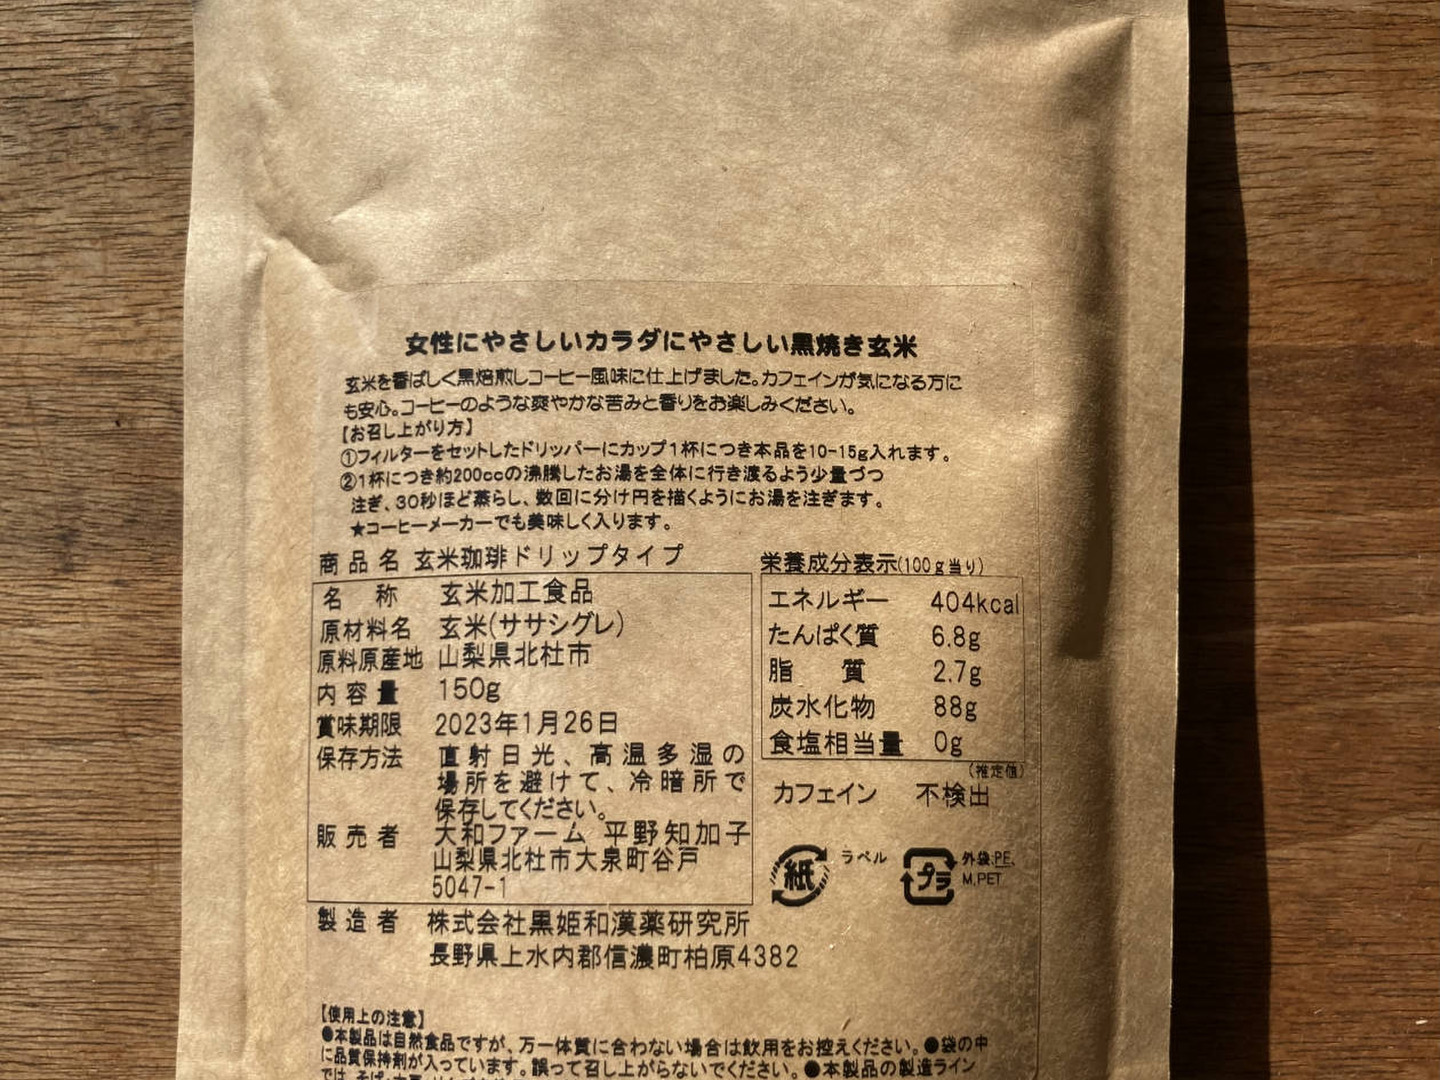 女性にやさしいカラダにやさしい黒焼き玄米
玄米を香ばしく黒焙煎しコーヒー風味に仕上げました。カフェインが気になる方に
も安心。コーヒーのような爽やかな苦みと香りをお楽しみください。
【お召し上がり方】
①フィルターをセットしたドリッパーにカップ1杯につき本品を10-15g入れます。
②1杯につき約200ccの沸騰したお湯を全体に行き渡るよう少量づつ
注ぎ、30秒ほど蒸らし、数回に分け円を描くようにお湯を注ぎます。
★コーヒーメーカーでも美味しく入ります。
商品名 玄米珈琲ドリップタイプ
名称 玄米加工食品
原材料名 玄米(ササシグレ)
原料原産地 山梨県北杜市
内容量 150g
賞味期限 2023年1月26日
保存方法 直射日光、高温多湿の
場所を避けて、冷暗所で
保存してください。
販売者 大和ファーム 平野知加子
山梨県北杜市大泉町谷戸
5047-1
製造者 株式会社黒姫和漢薬研究所
長野県上水内郡信濃町柏原4382
栄養成分表示(100g当り)
エネルギー 404kcal
たんぱく質 6.8g
脂質 2.7g
炭水化物 88g
食塩相当量 0g
(推定値)
カフェイン 不検出
紙 ラベル プラ 外袋:PE,
M,PET
【使用上の注意】
●本製品は自然食品ですが、万一体質に合わない場合は飲用をお控えください。●袋の中
に品質保持剤が入っています。誤って召し上がらないでください。●本製品の製造ライン
では、そば・大豆・